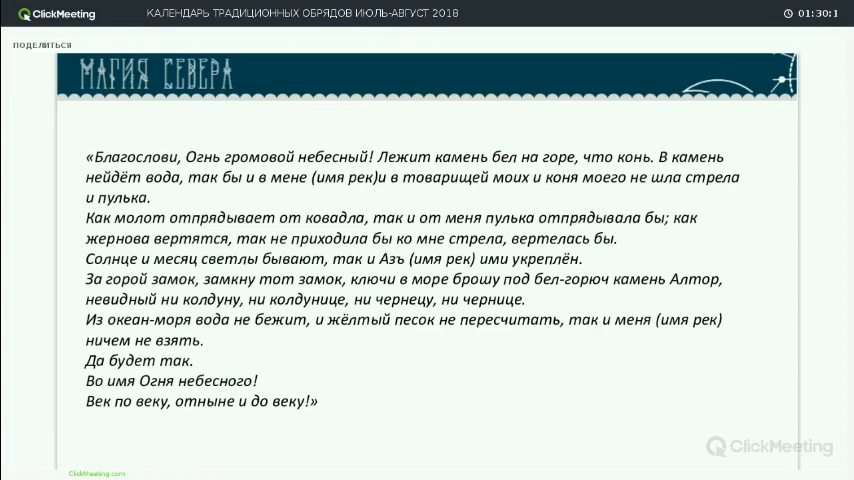 ClickMeeting
КАЛЕНДАРЬ ТРАДИЦИОННЫХ ОБРЯДОВ ИЮЛЬ-АВГУСТ 2018
01:30:1
ПОДЕЛИТЬСЯ
МАГИЯ СЕВЕРА
«Благослови, Огнь громовой небесный! Лежит камень бел на горе, что конь. В камень
нейдёт вода, так бы и в мене (имя рек)и в товарищей моих и коня моего не шла стрела
и пулька.
Как молот отпрядывает от ковадла, так и от меня пулька отпрядывала бы; как
жернова вертятся, так не приходила бы ко мне стрела, вертелась бы.
Солнце и месяц светлы бывают, так и Азъ (имя рек) ими укреплён.
За горой замок, замкну тот замок, ключи в море брошу под бел-горюч камень Алтор,
невидный ни колдуну, ни колдунице, ни чернецу, ни чернице.
Из океан-моря вода не бежит, и жёлтый песок не пересчитать, так и меня (имя рек)
ничем не взять.
Да будет так.
Во имя Огня небесного!
Век по веку, отныне и до веку!»
ClickMeeting
ClickMeeting.com